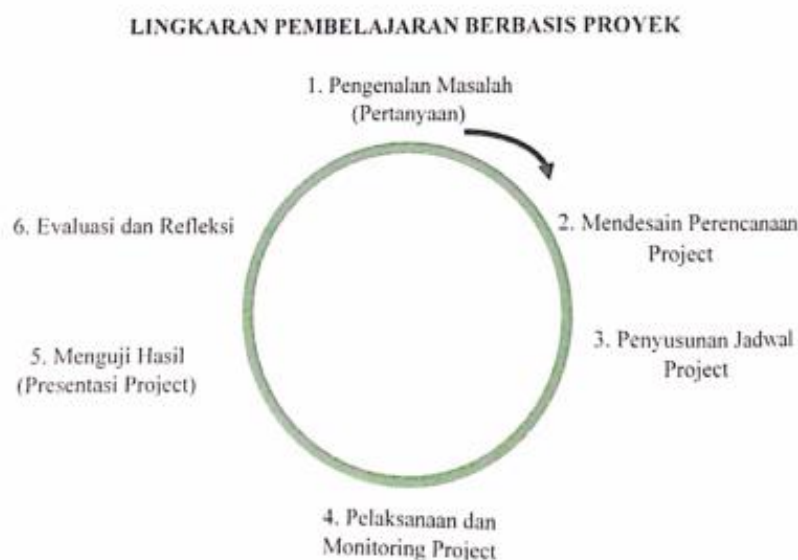 LINGKARAN PEMBELAJARAN BERBASIS PROYEK
1. Pengenalan Masalah
(Pertanyaan)
2. Mendesain Perencanaan
Project
3. Penyusunan Jadwal
Project
4. Pelaksanaan dan
Monitoring Project
5. Menguji Hasil
(Presentasi Project)
6. Evaluasi dan Refleksi